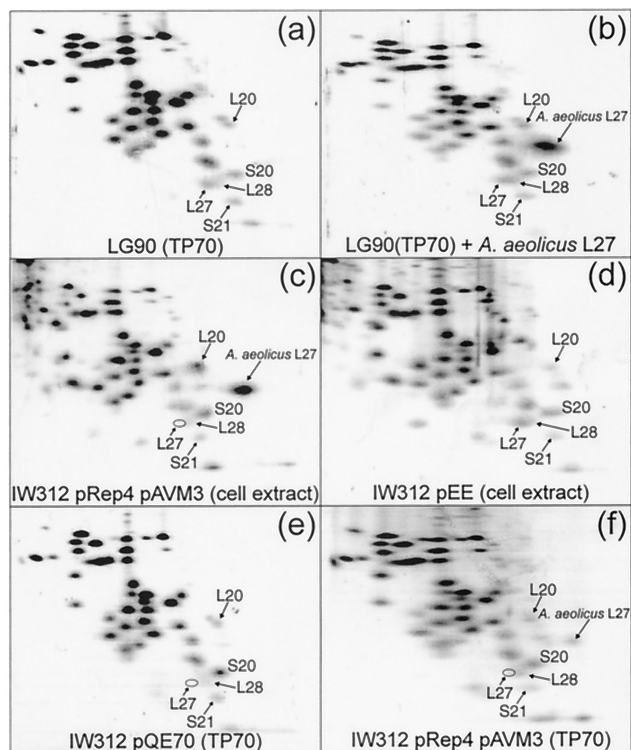 (a)
L20
S20
L27
L28
S21
LG90 (TP70)
(b)
L20
A. aeolicus L27
S20
L27
L28
S21
LG90(TP70) + A. aeolicus L27
(c)
L20
A. aeolicus L27
S20
L27
L28
S21
IW312 pRep4 pAVM3 (cell extract)
(d)
L20
S20
L27
L28
S21
IW312 pEE (cell extract)
(e)
L20
S20
L27
L28
S21
IW312 pQE70 (TP70)
(f)
L20
A. aeolicus L27
S20
L27
L28
S21
IW312 pRep4 pAVM3 (TP70)